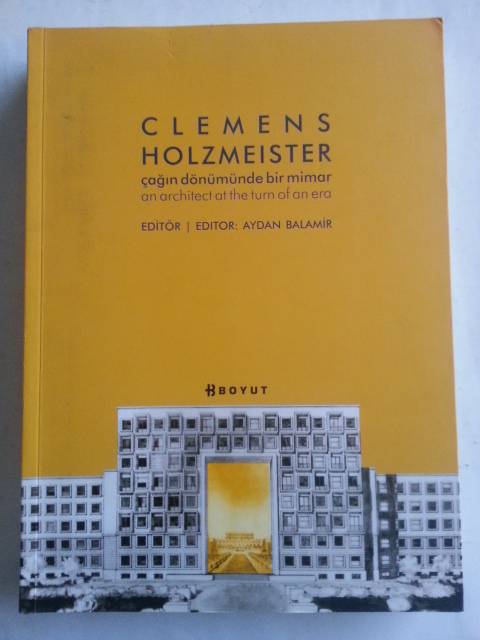 CLEMENS
HOLZMEISTER
çağın dönümünde bir mimar
an architect at the turn of an era
EDİTÖR | EDITOR: AYDAN BALAMİR
BOYUT